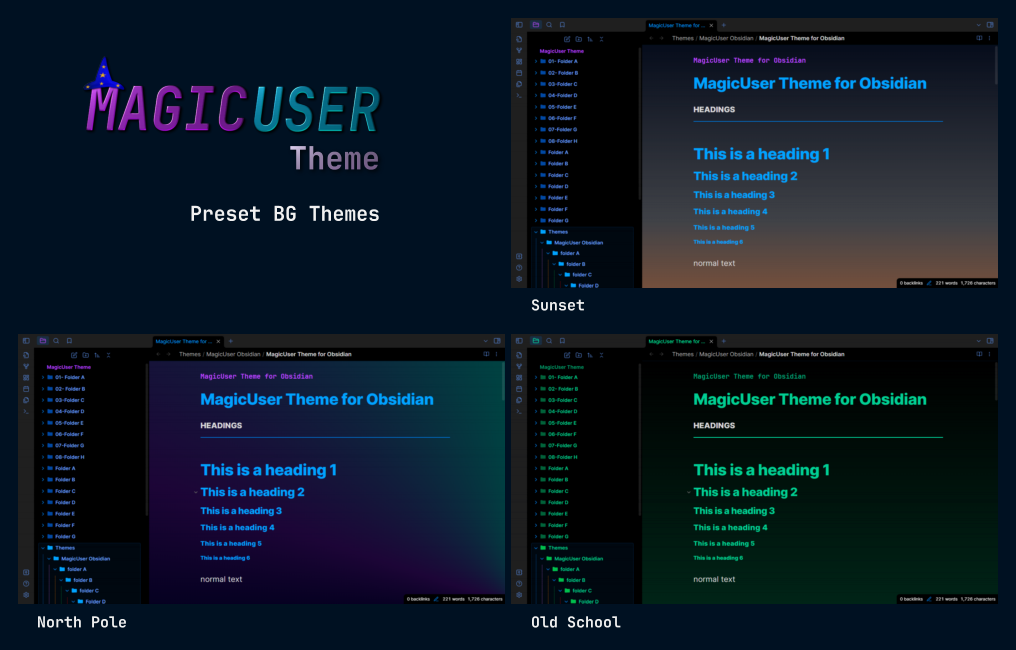 MAGICUSER
Theme
Preset BG Themes
MagicUser Theme for ...
Themes / MagicUser Obsidian / MagicUser Theme for Obsidian
MagicUser Theme
01- Folder A
02- Folder B
03-Folder C
04-Folder D
05-Folder E
06-Folder F
07-Folder G
08-Folder H
Folder A
Folder B
Folder C
Folder D
Folder E
Folder F
Folder G
Themes
MagicUser Obsidian
folder A
folder B
folder C
Folder D
MagicUser Theme for Obsidian
MagicUser Theme for Obsidian
HEADINGS
This is a heading 1
This is a heading 2
This is a heading 3
This is a heading 4
This is a heading 5
This is a heading 6
normal text
0 backlinks 221 words 1,726 characters
Sunset
MagicUser Theme for ...
Themes / MagicUser Obsidian / MagicUser Theme for Obsidian
MagicUser Theme
01- Folder A
02- Folder B
03-Folder C
04-Folder D
05-Folder E
06-Folder F
07-Folder G
08-Folder H
Folder A
Folder B
Folder C
Folder D
Folder E
Folder F
Folder G
Themes
MagicUser Obsidian
folder A
folder B
folder C
Folder D
MagicUser Theme for Obsidian
MagicUser Theme for Obsidian
HEADINGS
This is a heading 1
This is a heading 2
This is a heading 3
This is a heading 4
This is a heading 5
This is a heading 6
normal text
0 backlinks 221 words 1,726 characters
North Pole
MagicUser Theme for ...
Themes / MagicUser Obsidian / MagicUser Theme for Obsidian
MagicUser Theme
01- Folder A
02- Folder B
03-Folder C
04-Folder D
05-Folder E
06-Folder F
07-Folder G
08-Folder H
Folder A
Folder B
Folder C
Folder D
Folder E
Folder F
Folder G
Themes
MagicUser Obsidian
folder A
folder B
folder C
Folder D
MagicUser Theme for Obsidian
MagicUser Theme for Obsidian
HEADINGS
This is a heading 1
This is a heading 2
This is a heading 3
This is a heading 4
This is a heading 5
This is a heading 6
normal text
0 backlinks 221 words 1,726 characters
Old School